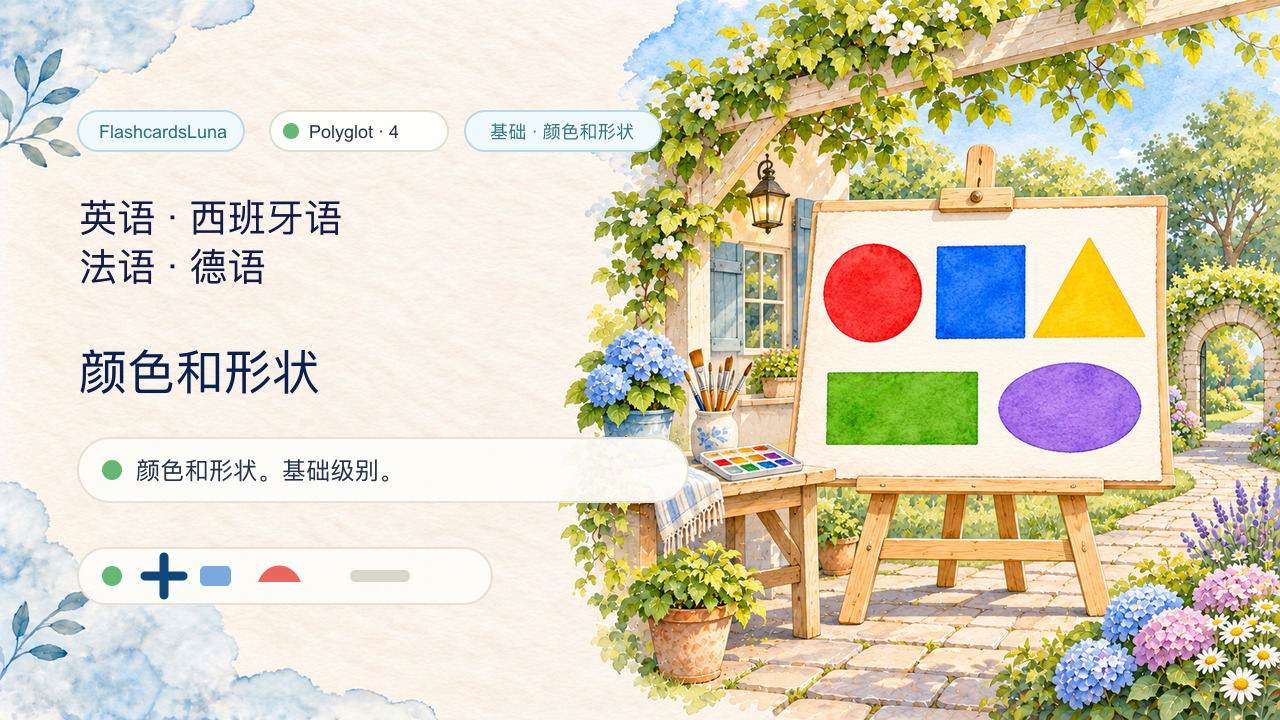 FlashcardsLuna
Polyglot · 4
基础 · 颜色和形状
英语 · 西班牙语
法语 · 德语
颜色和形状
颜色和形状。基础级别。